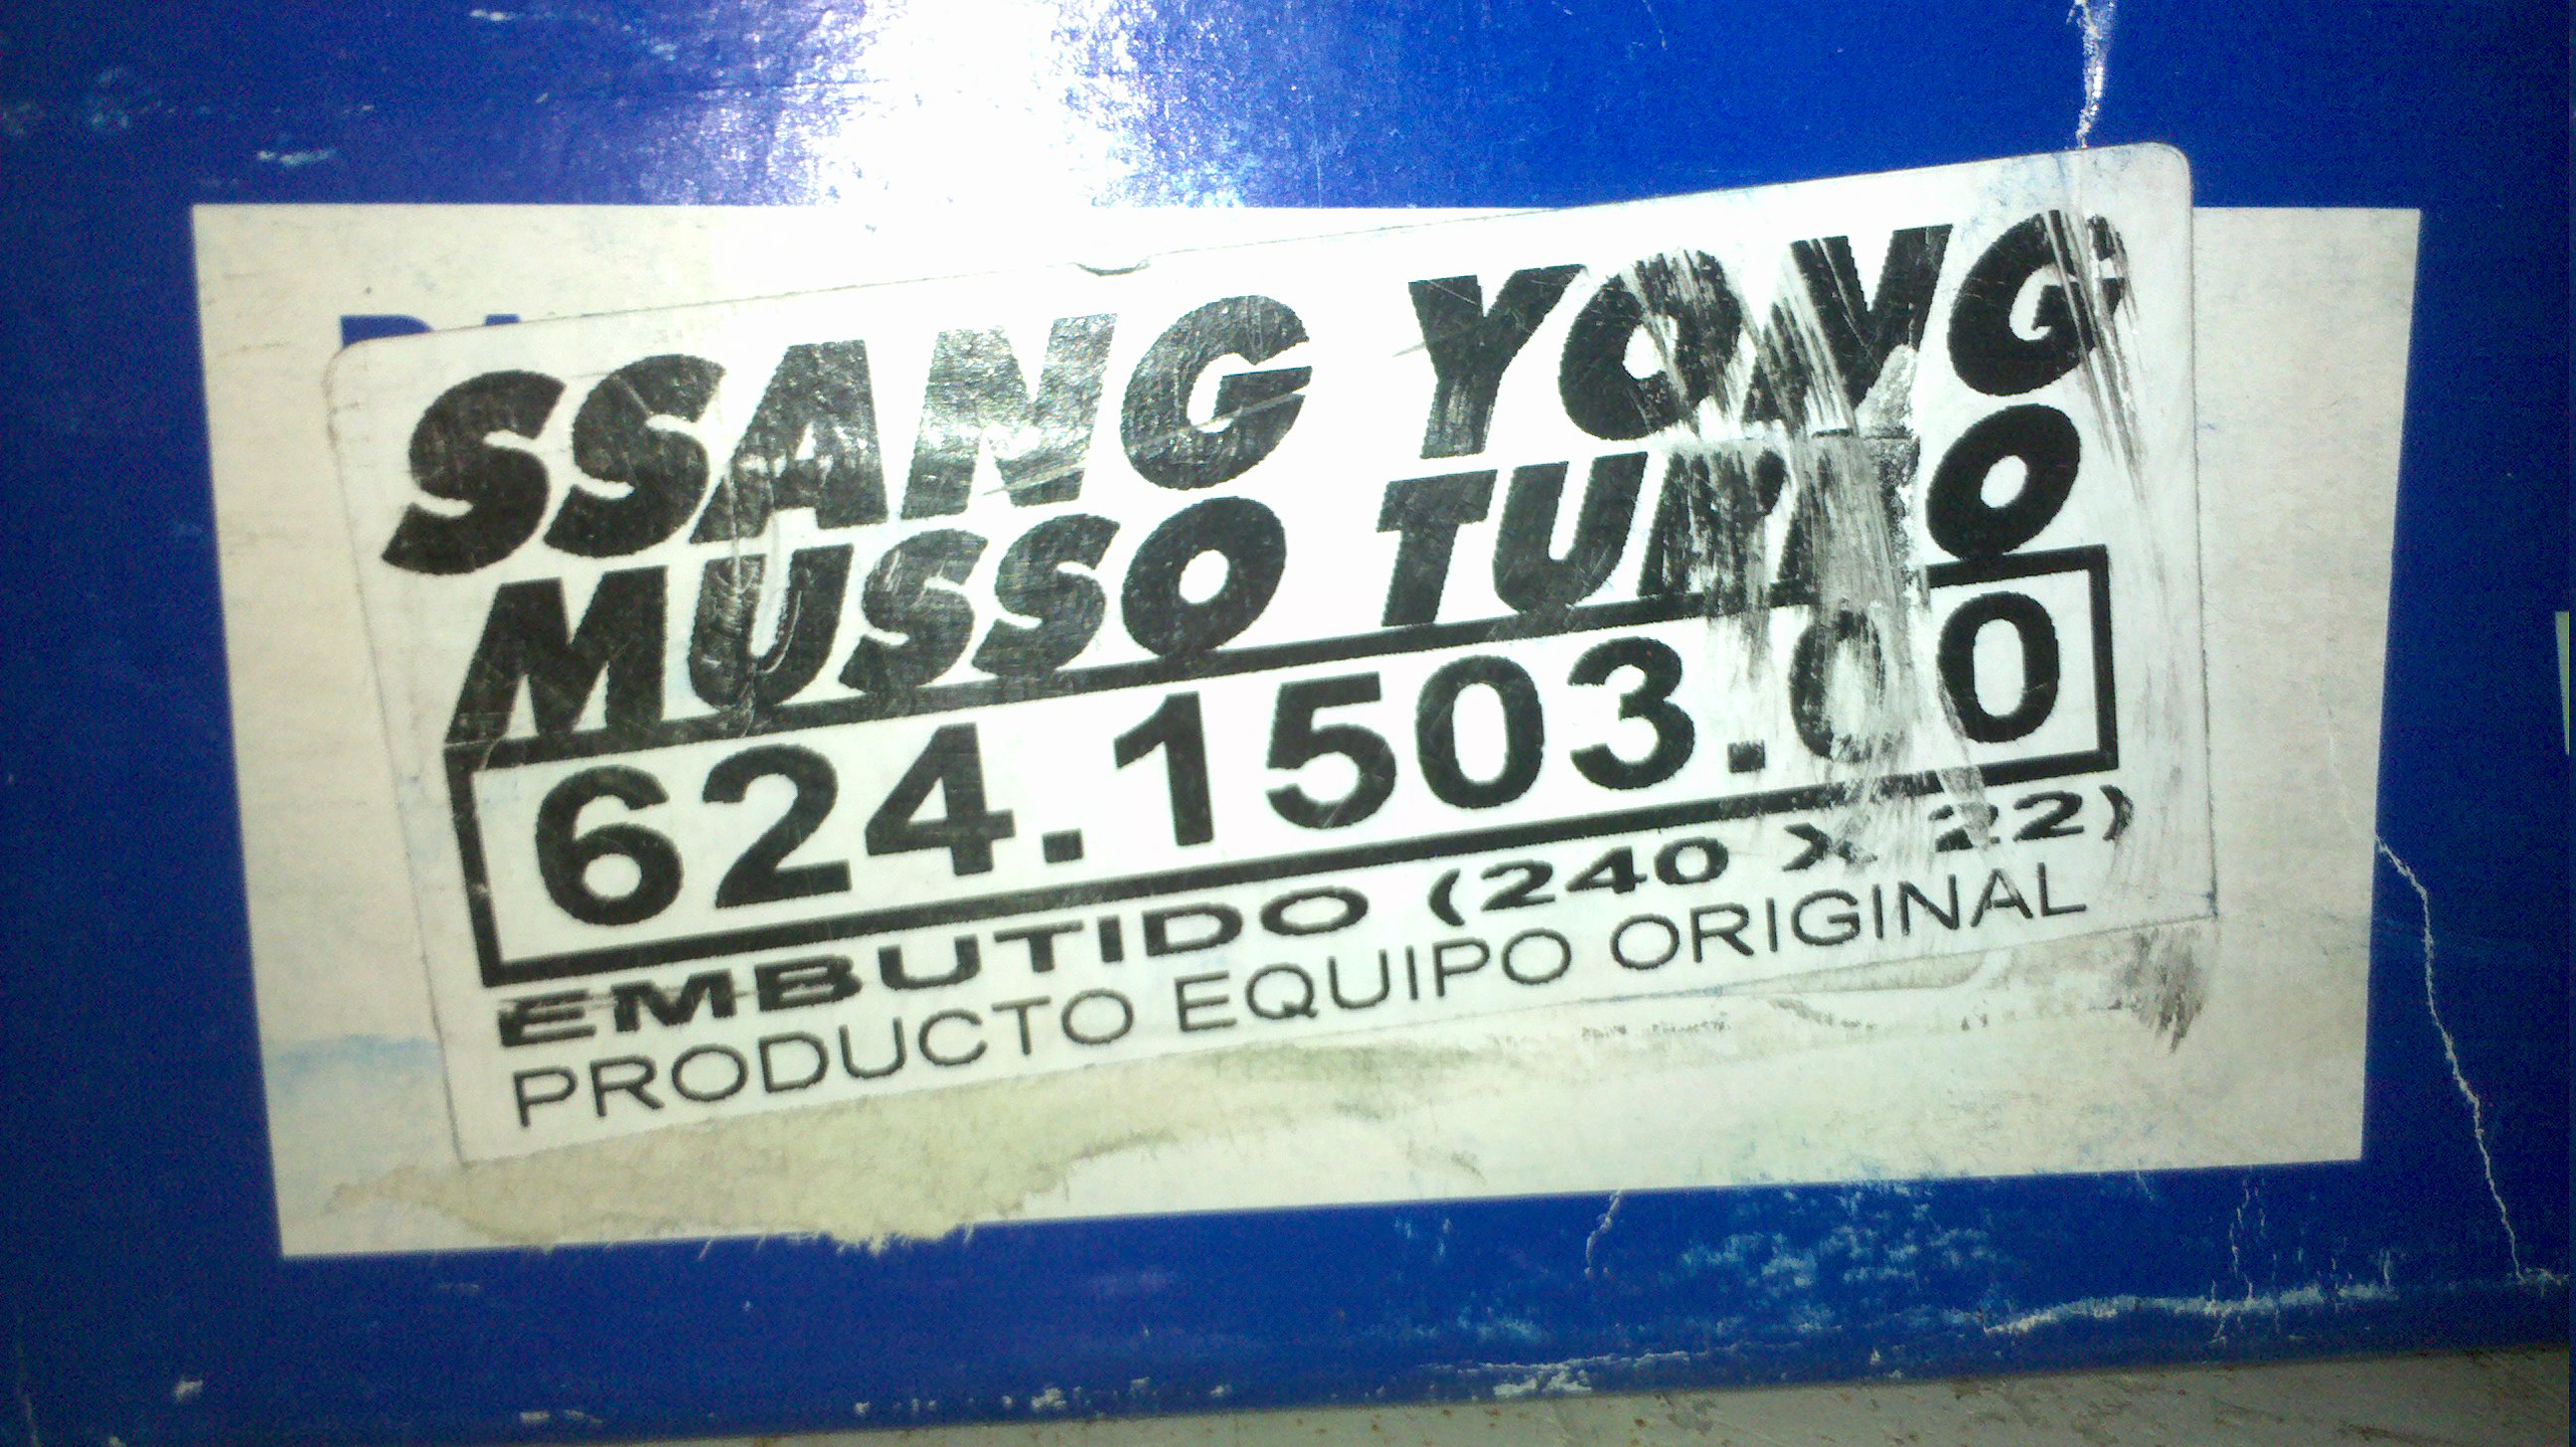 SSANG YONG
MUSSO TURBO
624.1503.00
EMBUTIDO (240 X 22)
PRODUCTO EQUIPO ORIGINAL